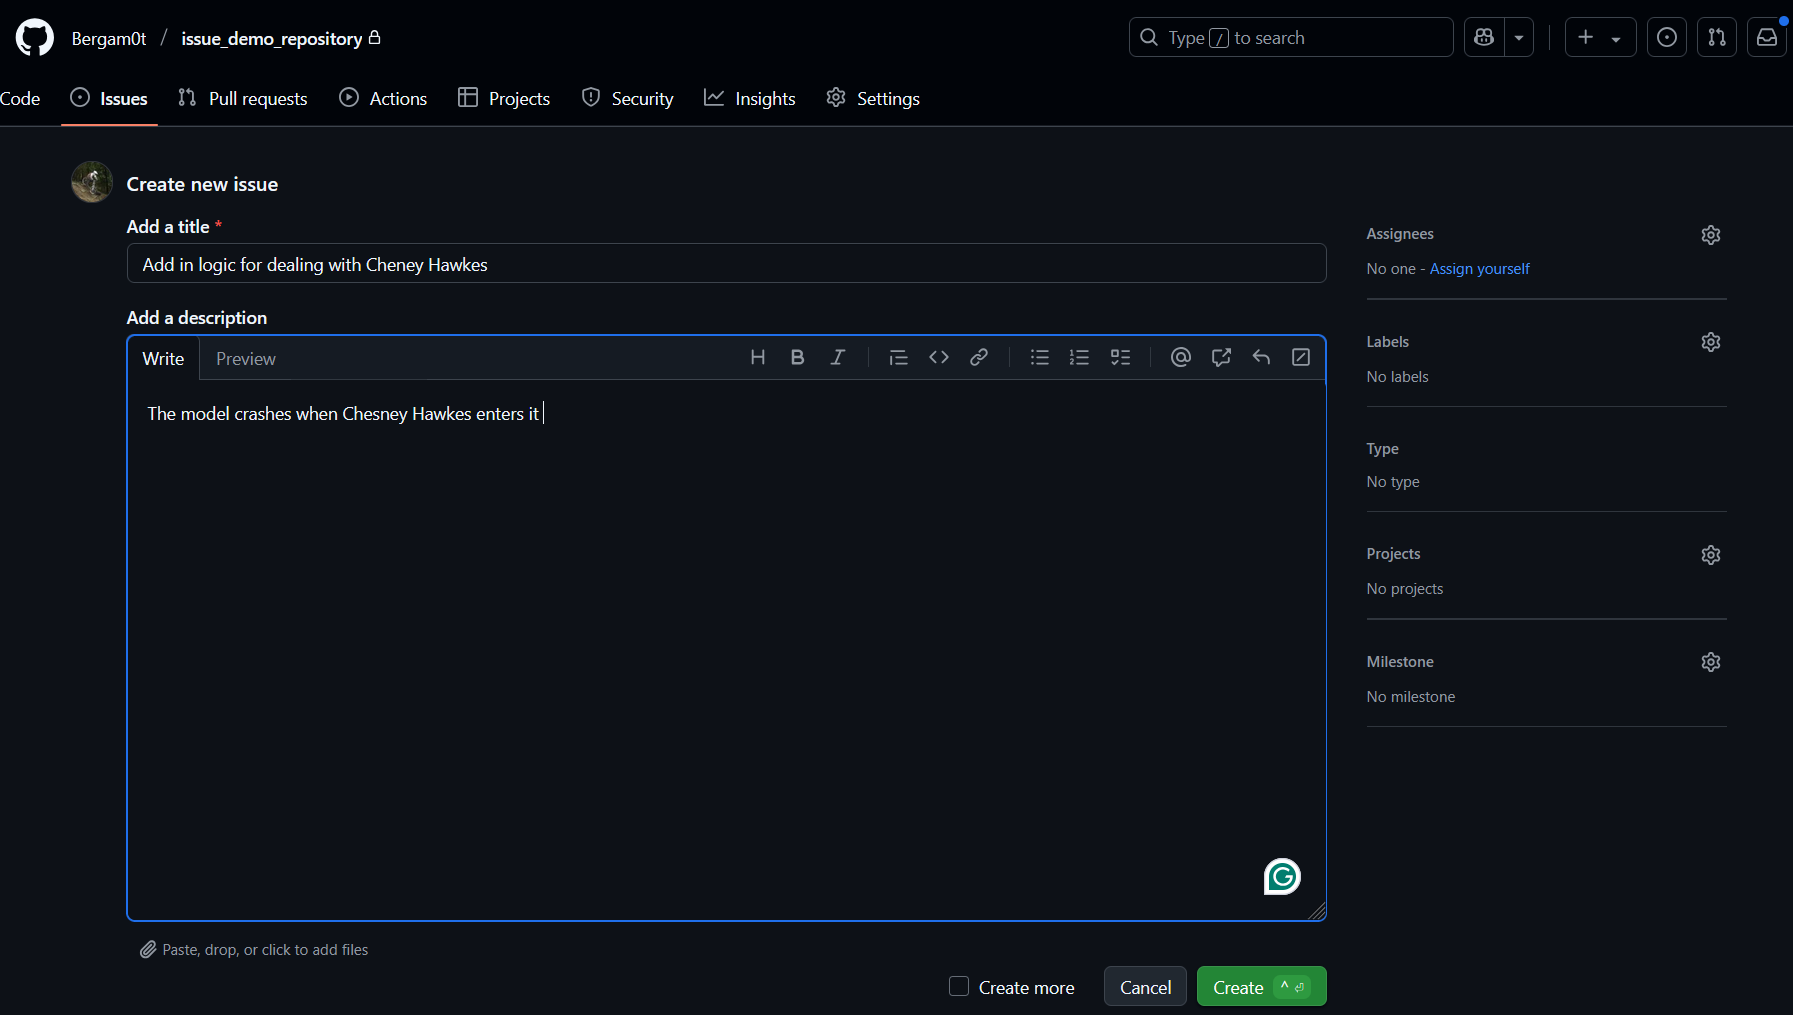 Bergam0t / issue_demo_repository
Type / to search
Code Issues Pull requests Actions Projects Security Insights Settings
Create new issue
Add a title *
Add in logic for dealing with Cheney Hawkes
Add a description
Write Preview
The model crashes when Chesney Hawkes enters it
Paste, drop, or click to add files
Create more Cancel Create
Assignees
No one - Assign yourself
Labels
No labels
Type
No type
Projects
No projects
Milestone
No milestone